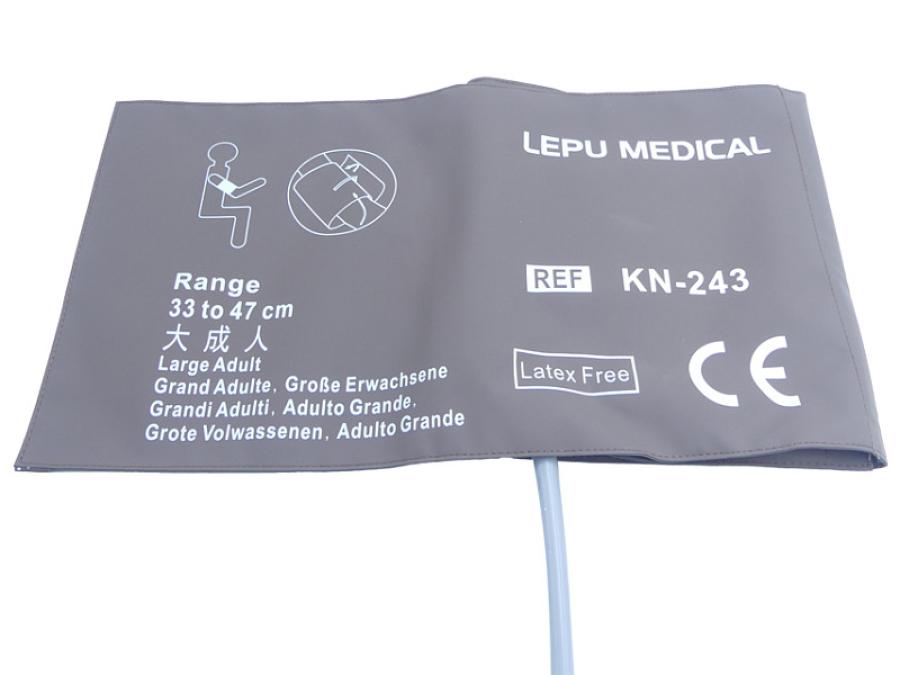 LEPU MEDICAL
REF KN-243
Latex Free
CE
Range
33 to 47 cm
大成人
Large Adult
Grand Adulte, Große Erwachsene
Grandi Adulti, Adulto Grande,
Grote Volwassenen, Adulto Grande